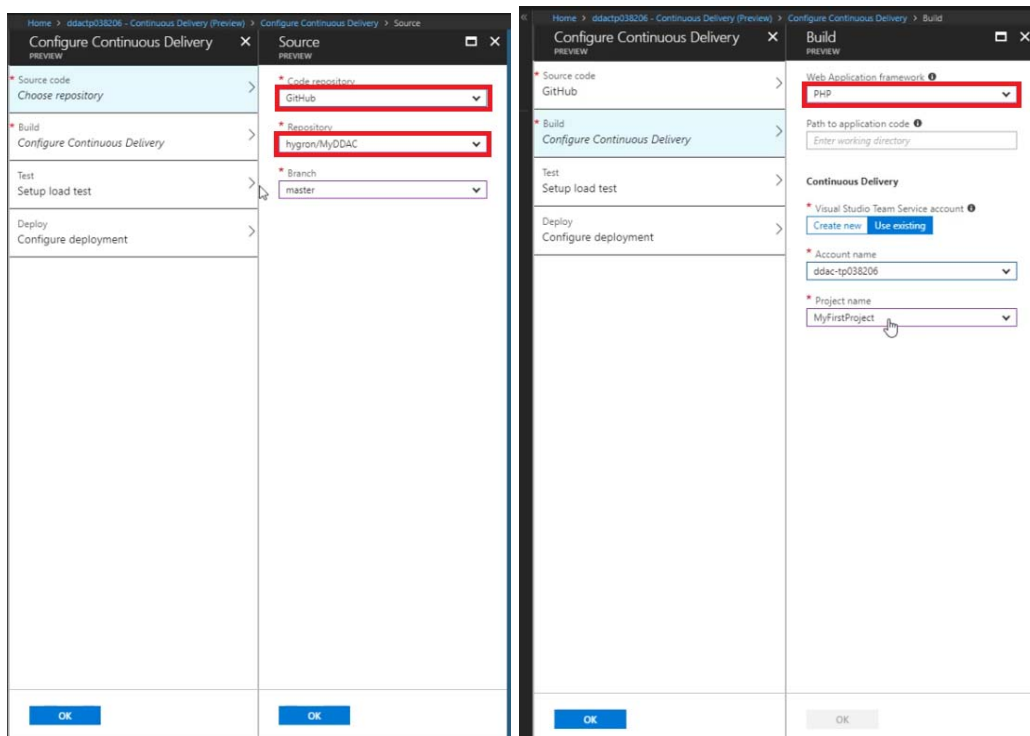 Home > ddactp038206 - Continuous Delivery (Preview) > Configure Continuous Delivery > Source
Configure Continuous Delivery
PREVIEW
* Source code
Choose repository
* Build
Configure Continuous Delivery
Test
Setup load test
Deploy
Configure deployment
OK
Source
PREVIEW
* Code repository
GitHub
* Repository
hygron/MyDDAC
* Branch
master
OK
Home > ddactp038206 - Continuous Delivery (Preview) > Configure Continuous Delivery > Build
Configure Continuous Delivery
PREVIEW
* Source code
GitHub
* Build
Configure Continuous Delivery
Test
Setup load test
Deploy
Configure deployment
OK
Build
PREVIEW
Web Application framework
PHP
Path to application code
Enter working directory
Continuous Delivery
* Visual Studio Team Service account
Create new Use existing
* Account name
ddac-tp038206
* Project name
MyFirstProject
OK